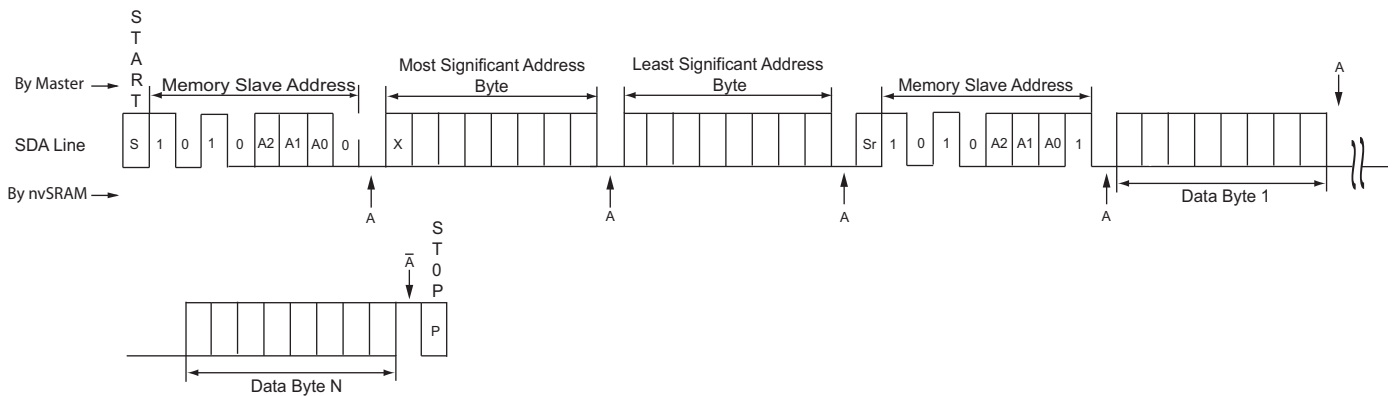 START
By Master
Memory Slave Address
Most Significant Address
Byte
Least Significant Address
Byte
Memory Slave Address
A
SDA Line
S 1 0 1 0 A2 A1 A0 0 X Sr 1 0 1 0 A2 A1 A0 1
By nvSRAM
A
A
A
A
Data Byte 1
A̅
ST0P
P
Data Byte N